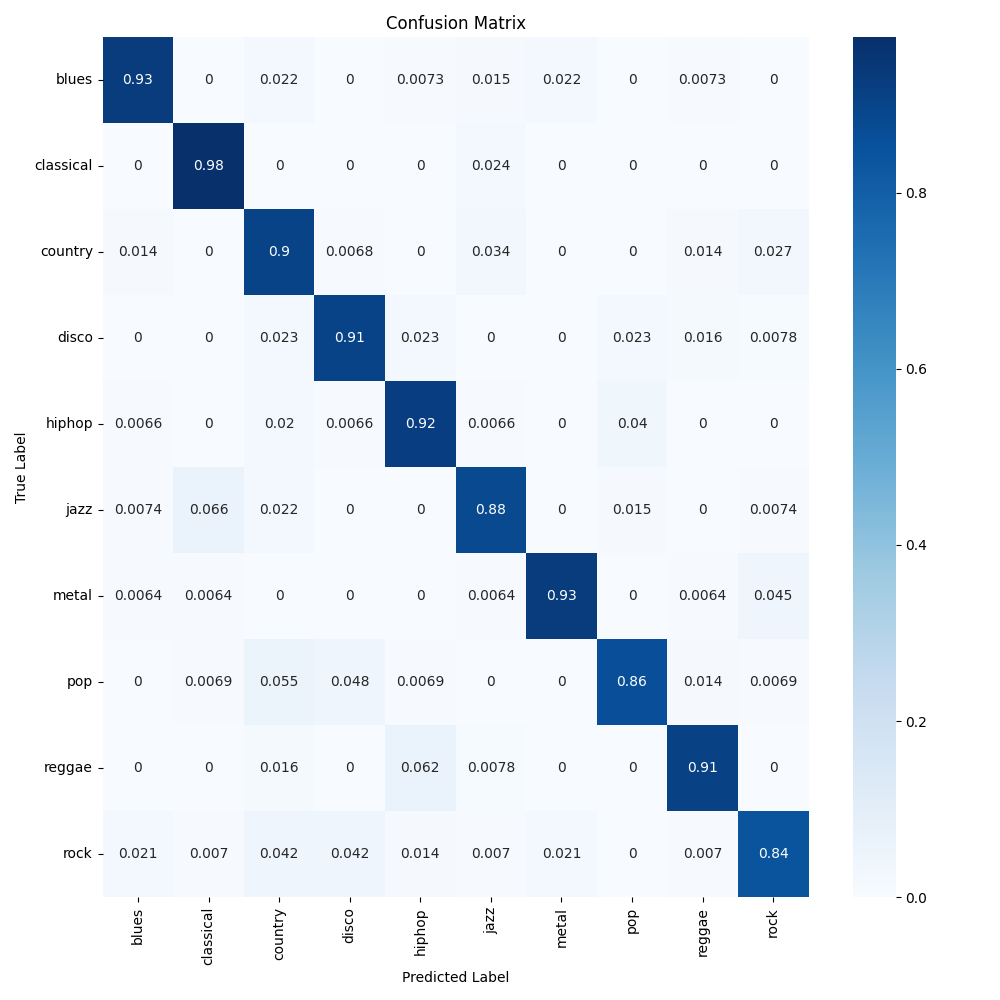 Confusion Matrix
blues 0.93 0 0.022 0 0.0073 0.015 0.022 0 0.0073 0
classical 0 0.98 0 0 0 0.024 0 0 0 0
country 0.014 0 0.9 0.0068 0 0.034 0 0 0.014 0.027
disco 0 0 0.023 0.91 0.023 0 0 0.023 0.016 0.0078
hiphop 0.0066 0 0.02 0.0066 0.92 0.0066 0 0.04 0 0
jazz 0.0074 0.066 0.022 0 0 0.88 0 0.015 0 0.0074
metal 0.0064 0.0064 0 0 0 0.0064 0.93 0 0.0064 0.045
pop 0 0.0069 0.055 0.048 0.0069 0 0 0.86 0.014 0.0069
reggae 0 0 0.016 0 0.062 0.0078 0 0 0.91 0
rock 0.021 0.007 0.042 0.042 0.014 0.007 0.021 0 0.007 0.84
blues classical country disco hiphop jazz metal pop reggae rock
Predicted Label
True Label
0.8
0.6
0.4
0.2
0.0